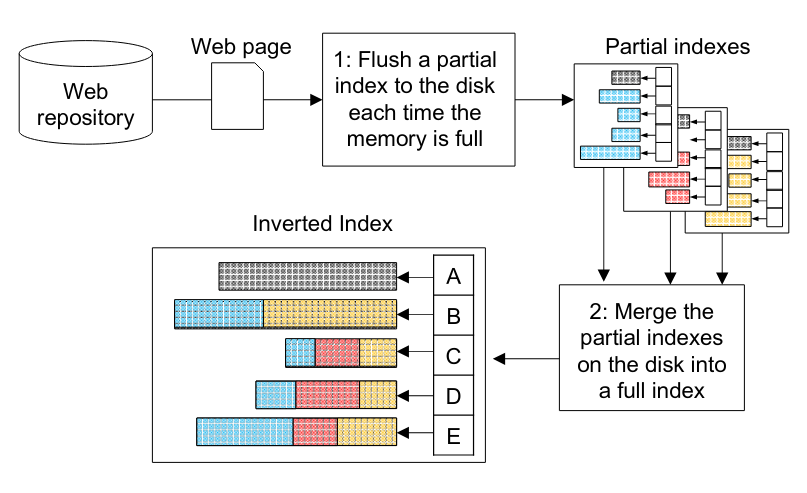 Web page
Partial indexes
Web
repository
1: Flush a partial
index to the disk
each time the
memory is full
Inverted Index
A
B
C
D
E
2: Merge the
partial indexes
on the disk into
a full index